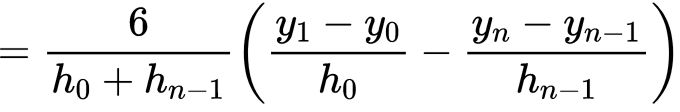 = \frac{6}{h_0 + h_{n-1}} \left( \frac{y_1 - y_0}{h_0} - \frac{y_n - y_{n-1}}{h_{n-1}} \right)